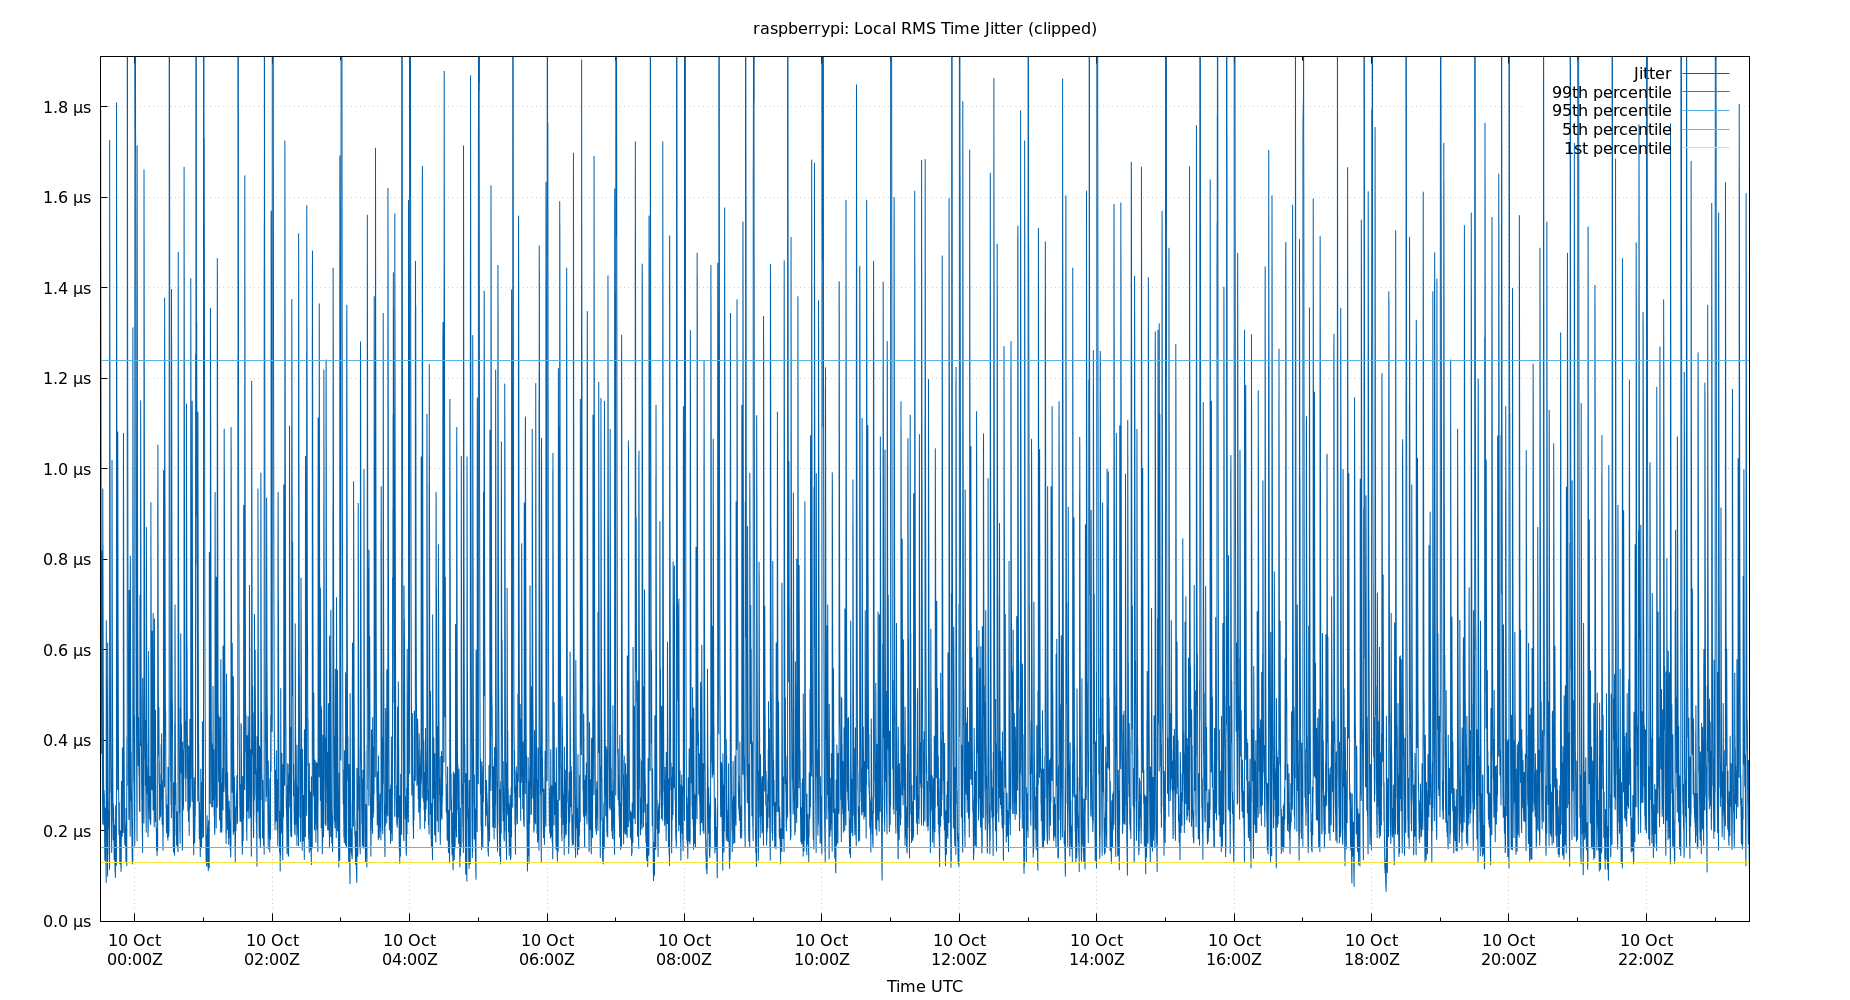 raspberrypi: Local RMS Time Jitter (clipped)
Jitter
99th percentile
95th percentile
5th percentile
1st percentile
1.8 µs
1.6 µs
1.4 µs
1.2 µs
1.0 µs
0.8 µs
0.6 µs
0.4 µs
0.2 µs
0.0 µs
10 Oct 10 Oct 10 Oct 10 Oct 10 Oct 10 Oct 10 Oct 10 Oct 10 Oct 10 Oct 10 Oct 10 Oct
00:00Z 02:00Z 04:00Z 06:00Z 08:00Z 10:00Z 12:00Z 14:00Z 16:00Z 18:00Z 20:00Z 22:00Z
Time UTC